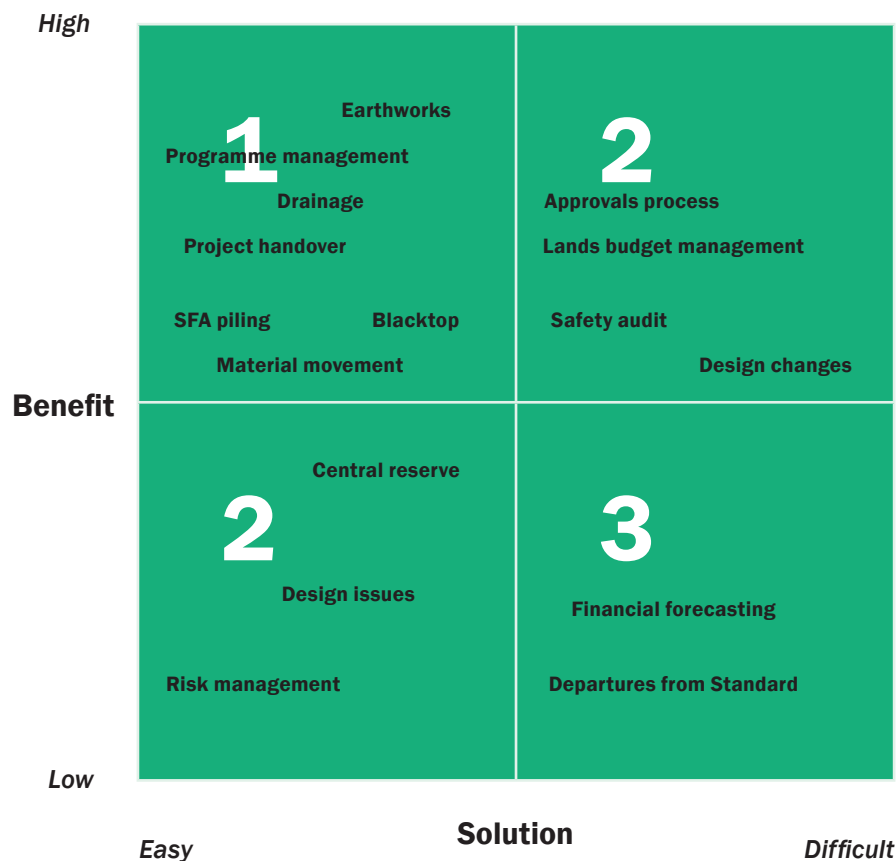 High
Earthworks
1
2
Programme management
Drainage
Approvals process
Project handover
Lands budget management
SFA piling
Blacktop
Safety audit
Material movement
Design changes
Benefit
Central reserve
2
3
Design issues
Financial forecasting
Risk management
Departures from Standard
Low
Solution
Easy
Difficult